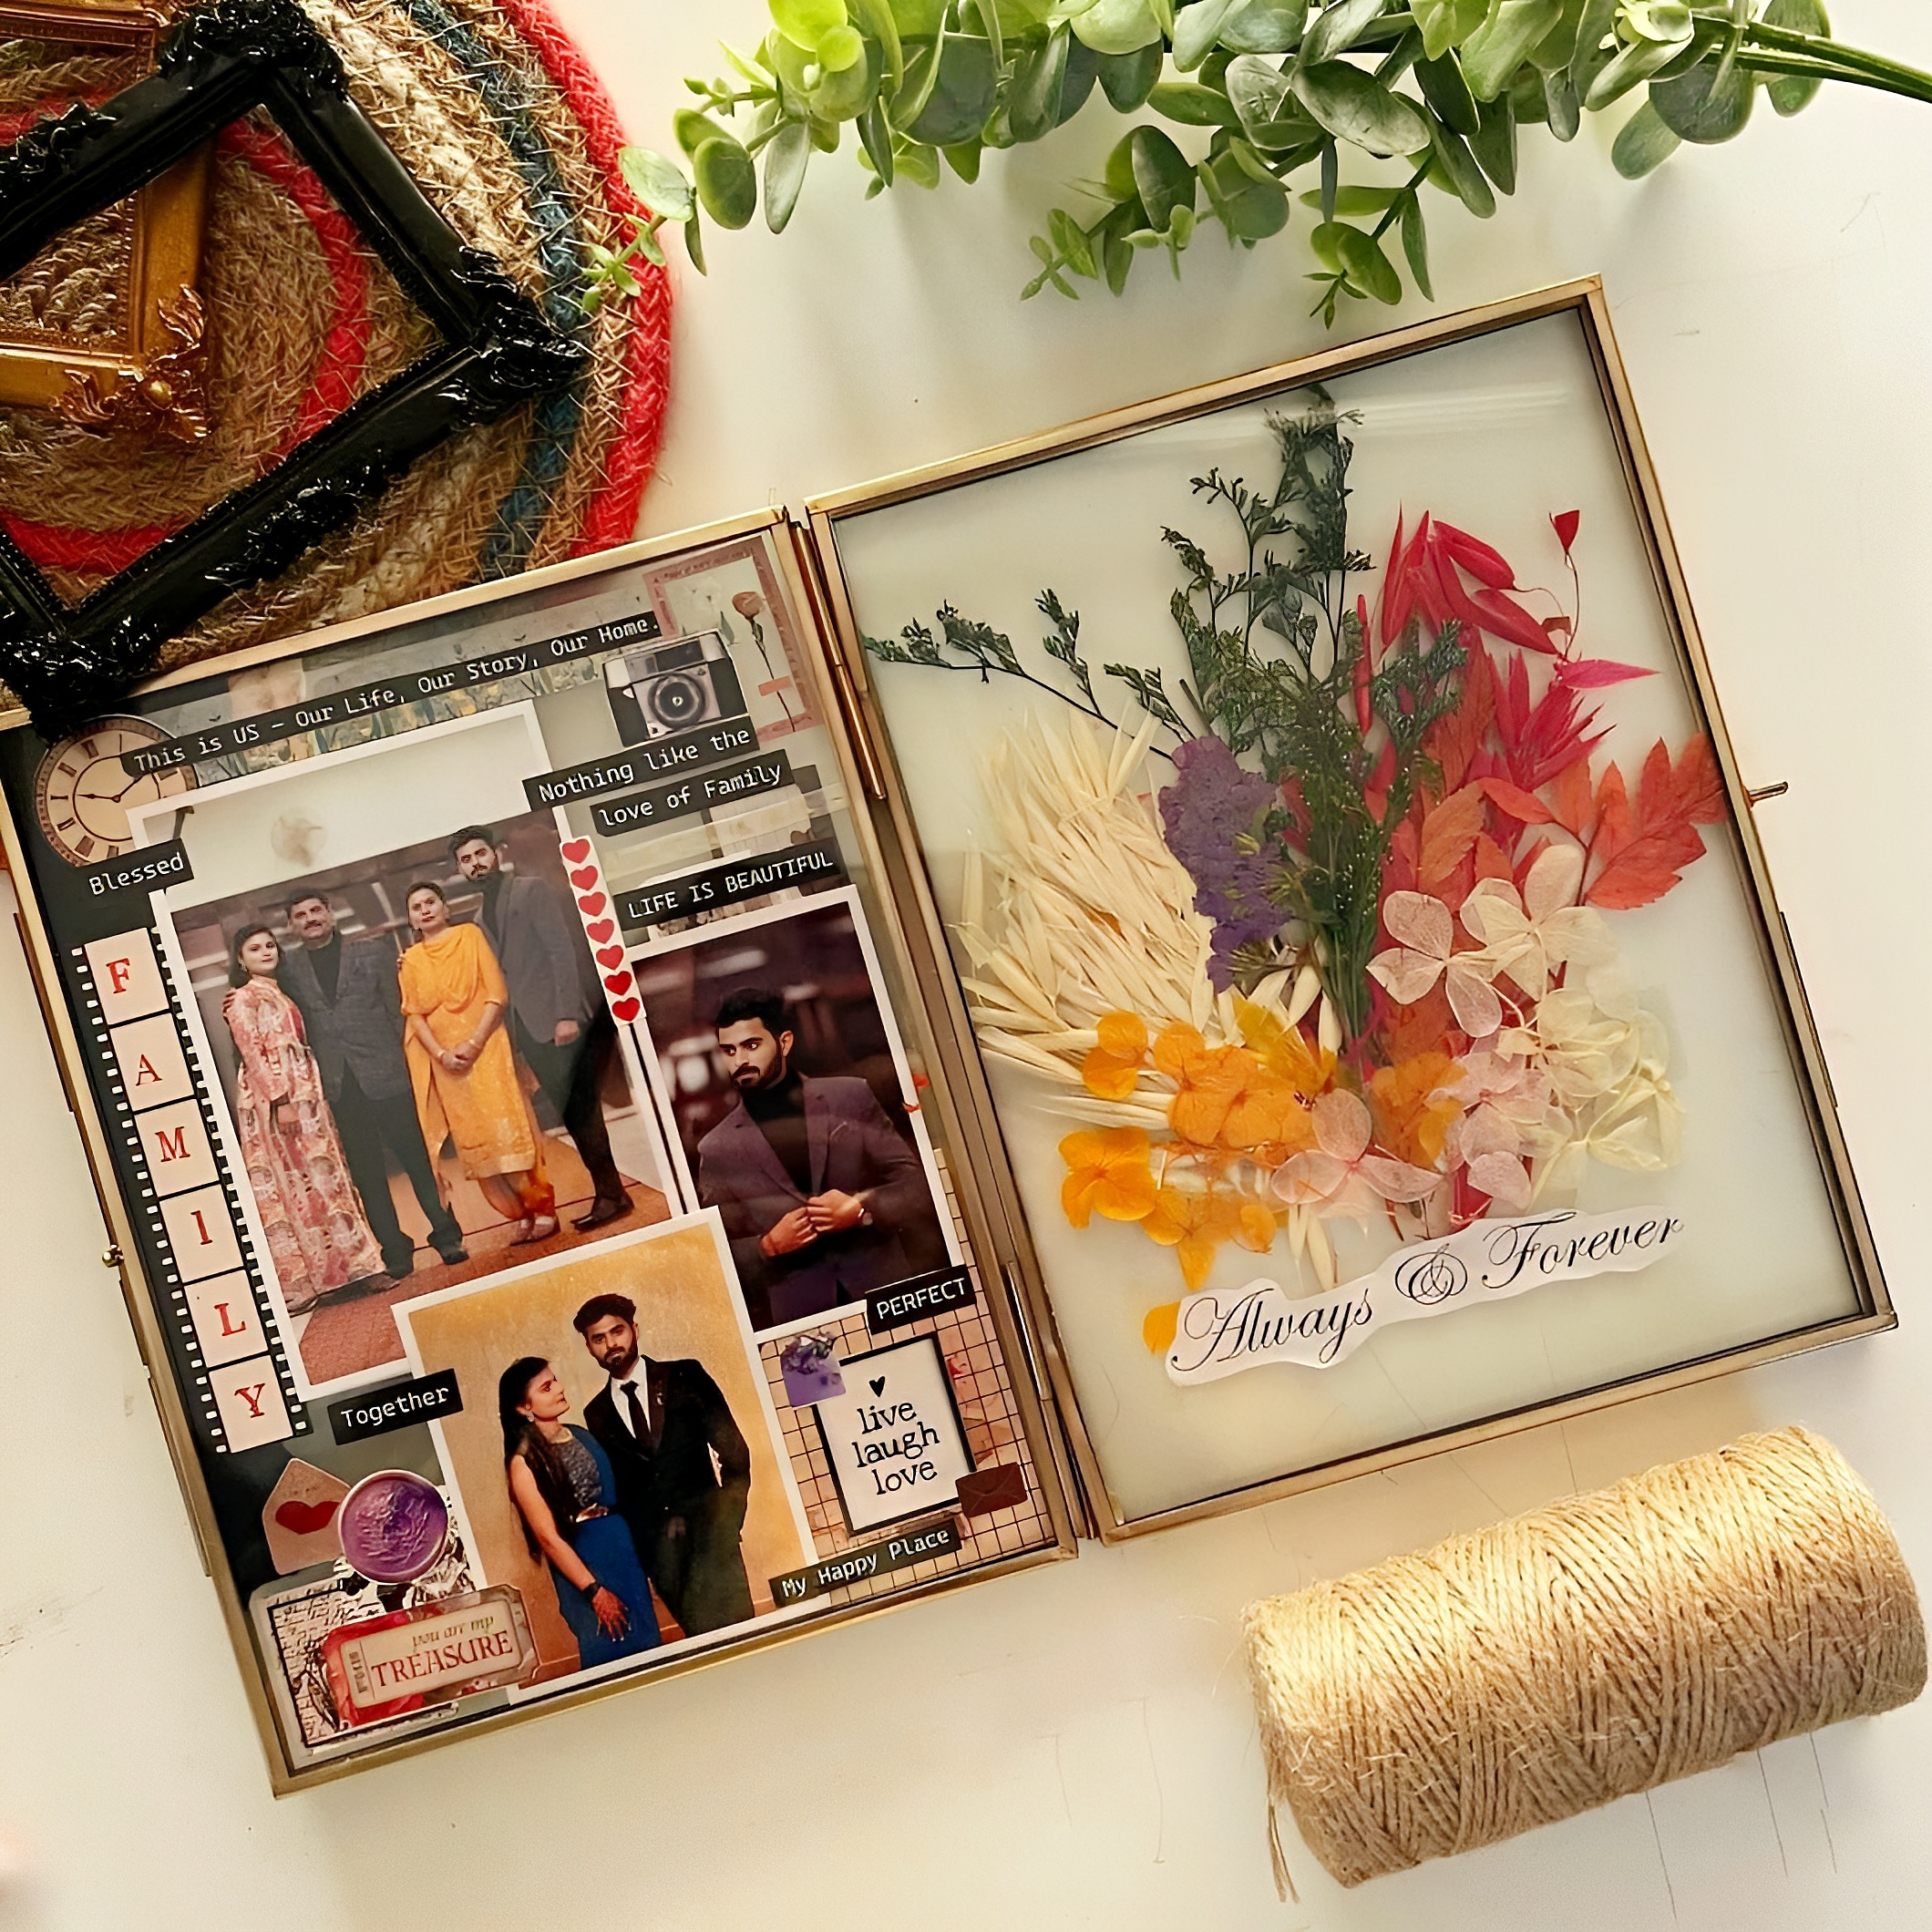 This is US - Our Life, Our Story, Our Home.
Nothing like the
love of Family
Blessed
LIFE IS BEAUTIFUL
F
A
M
I
L
Y
PERFECT
Together
live
laugh
love
My Happy Place
you are my
TREASURE
Always & Forever